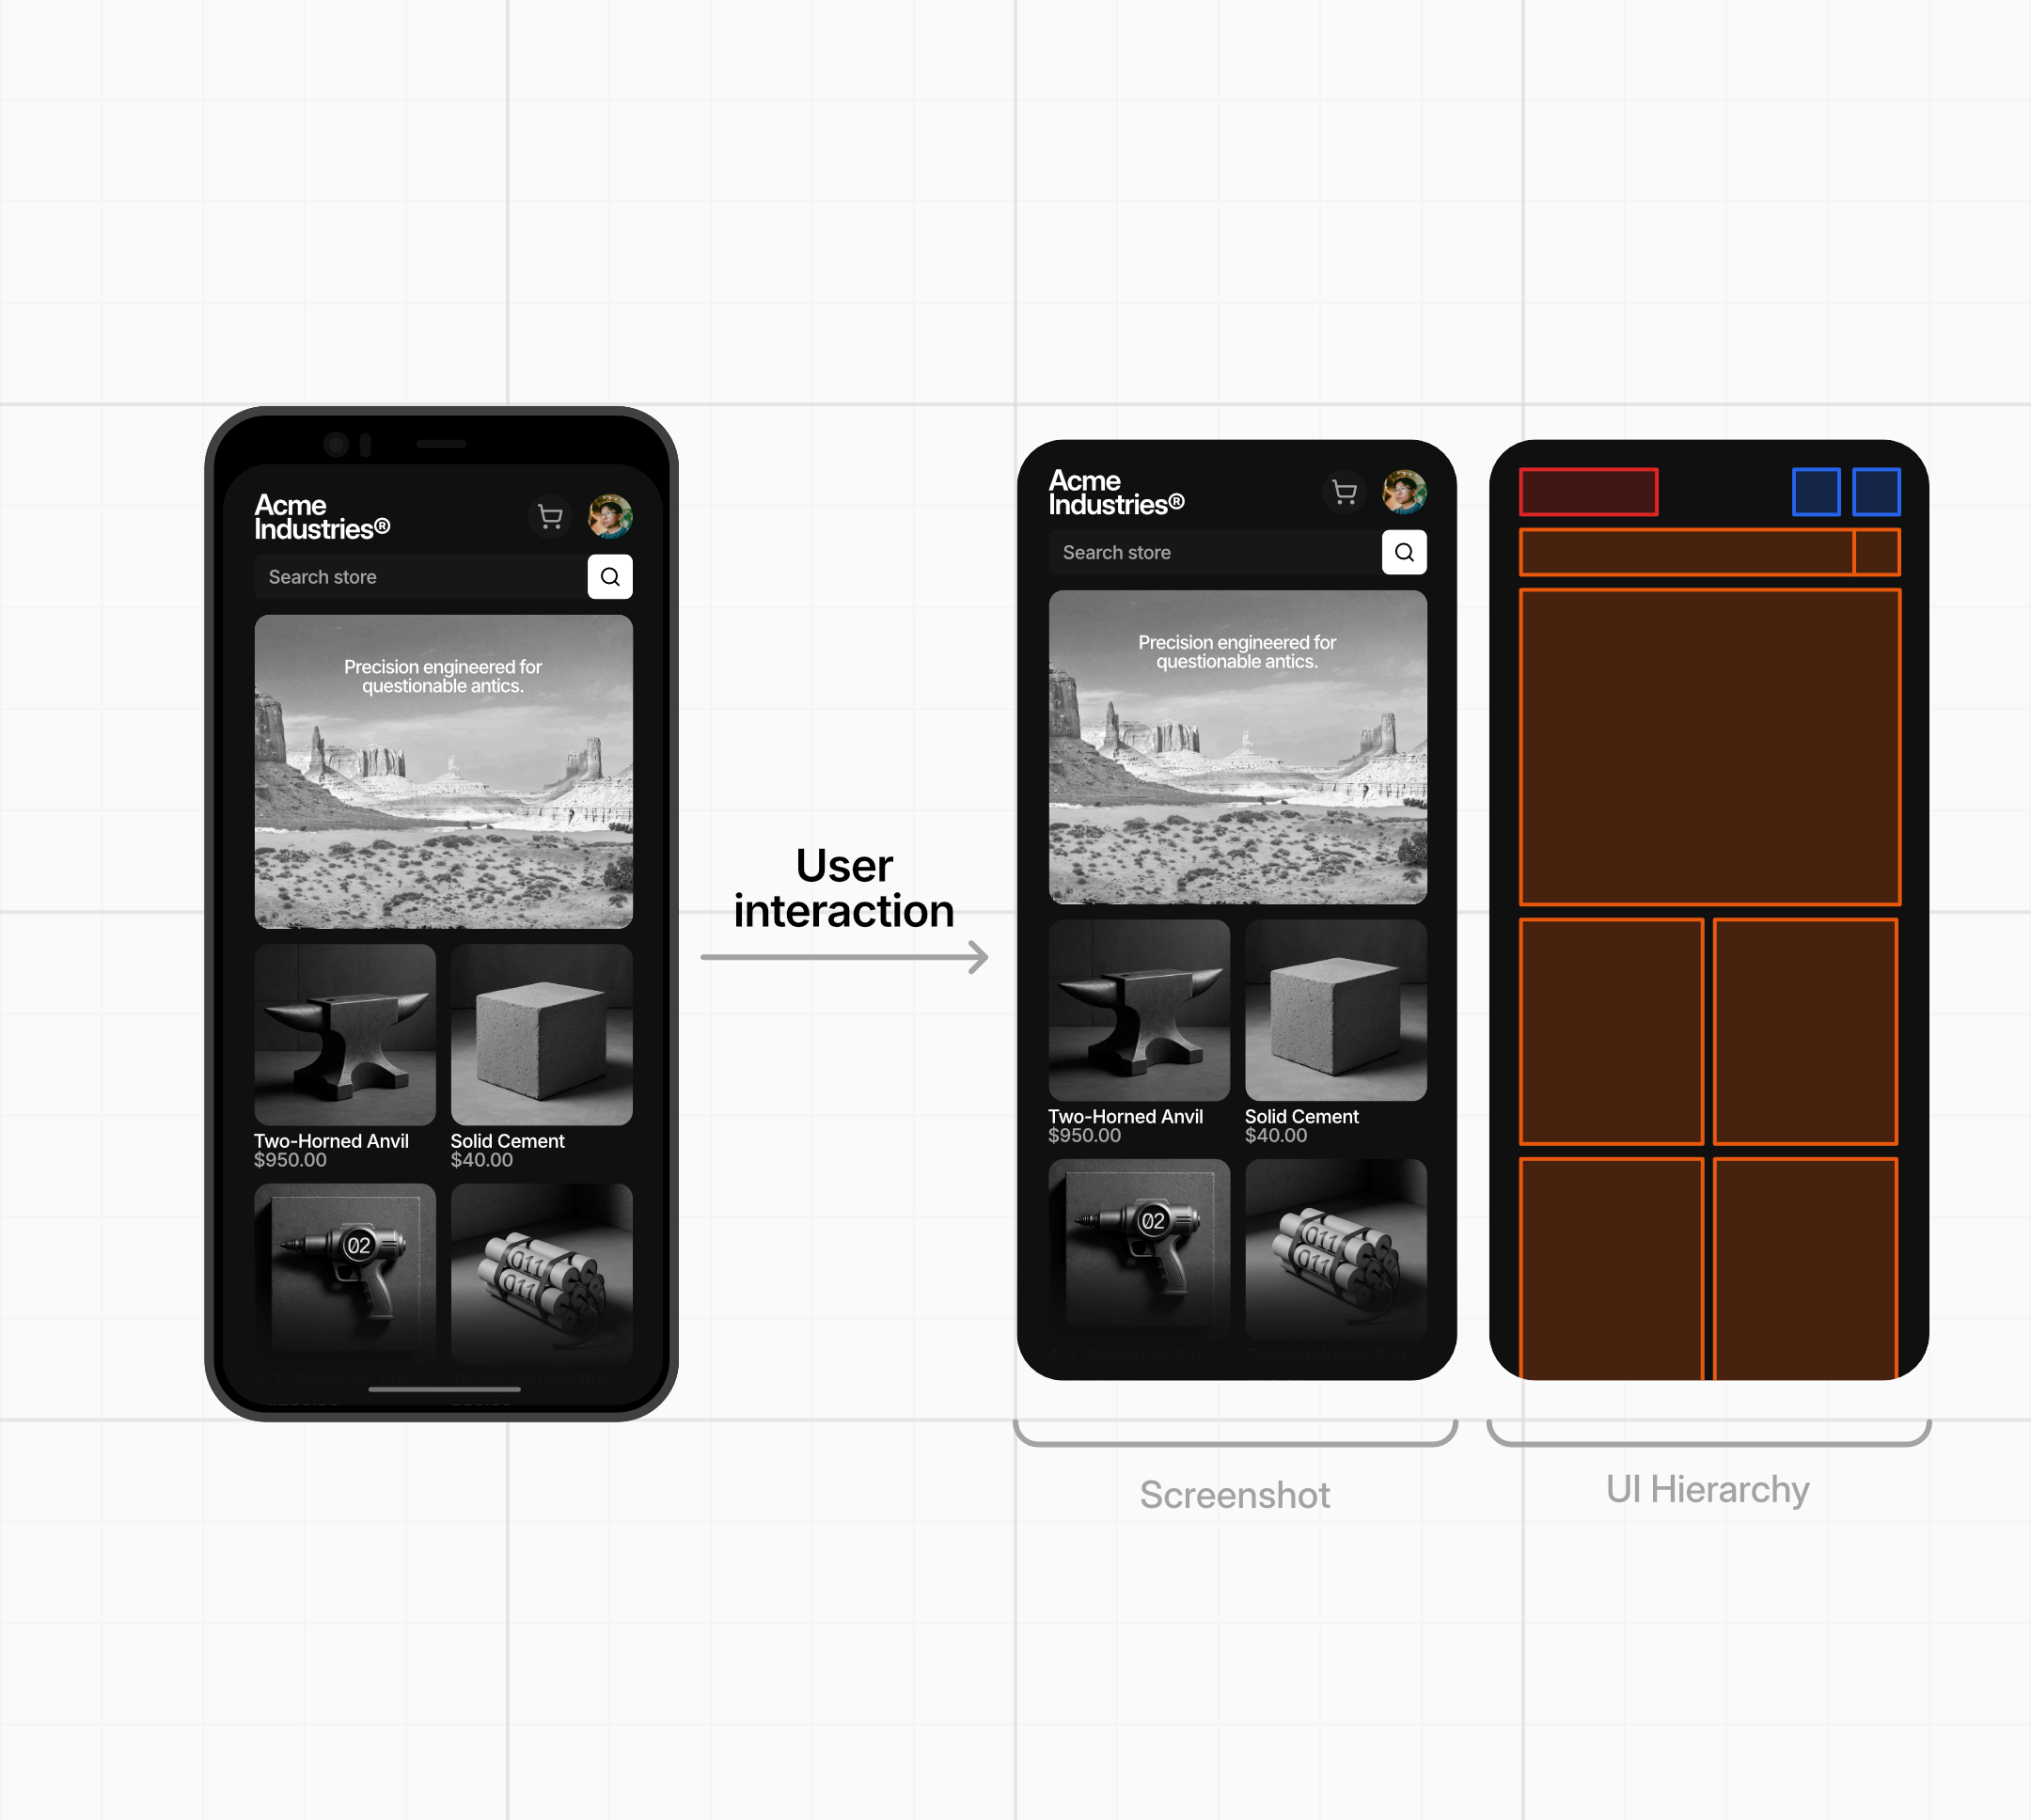 Acme
Industries®
Search store
Precision engineered for
questionable antics.
Two-Horned Anvil
$950.00
Solid Cement
$40.00
02
011
011
User
interaction
Acme
Industries®
Search store
Precision engineered for
questionable antics.
Two-Horned Anvil
$950.00
Solid Cement
$40.00
02
011
011
Screenshot
UI Hierarchy